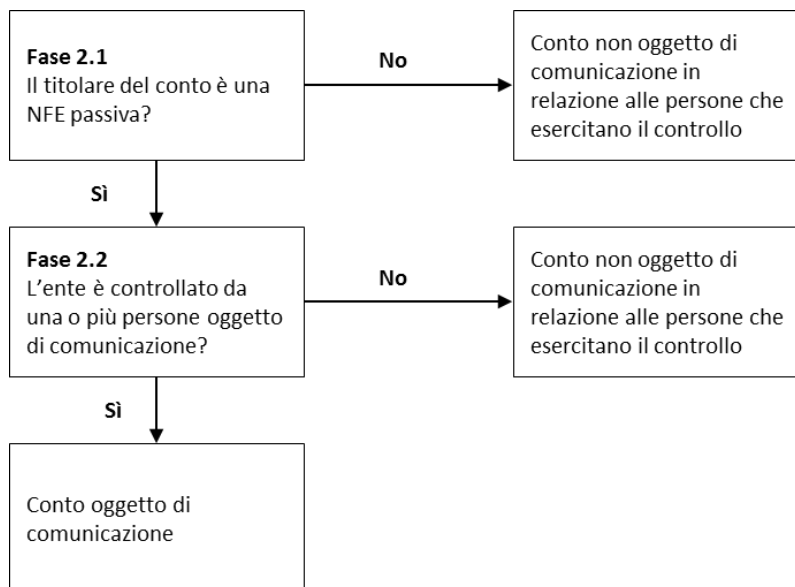 Fase 2.1
Il titolare del conto è una
NFE passiva?
No
Conto non oggetto di
comunicazione in
relazione alle persone che
esercitano il controllo
Sì
Fase 2.2
L'ente è controllato da
una o più persone oggetto
di comunicazione?
No
Conto non oggetto di
comunicazione in
relazione alle persone che
esercitano il controllo
Sì
Conto oggetto di
comunicazione